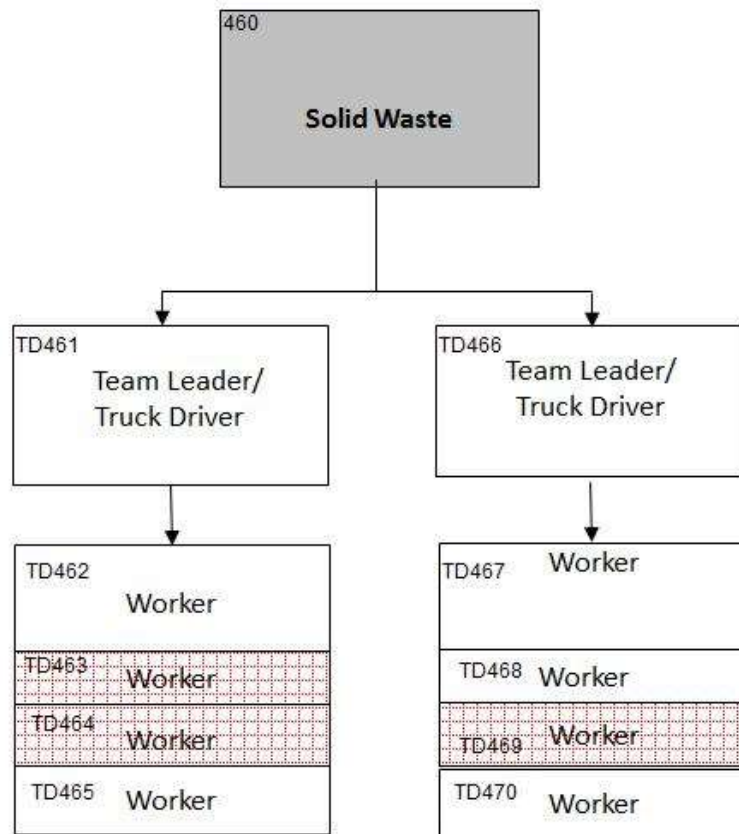 460
Solid Waste
TD461
Team Leader/
Truck Driver
TD466
Team Leader/
Truck Driver
TD462
Worker
TD463
Worker
TD464
Worker
TD465
Worker
TD467
Worker
TD468
Worker
TD469
Worker
TD470
Worker